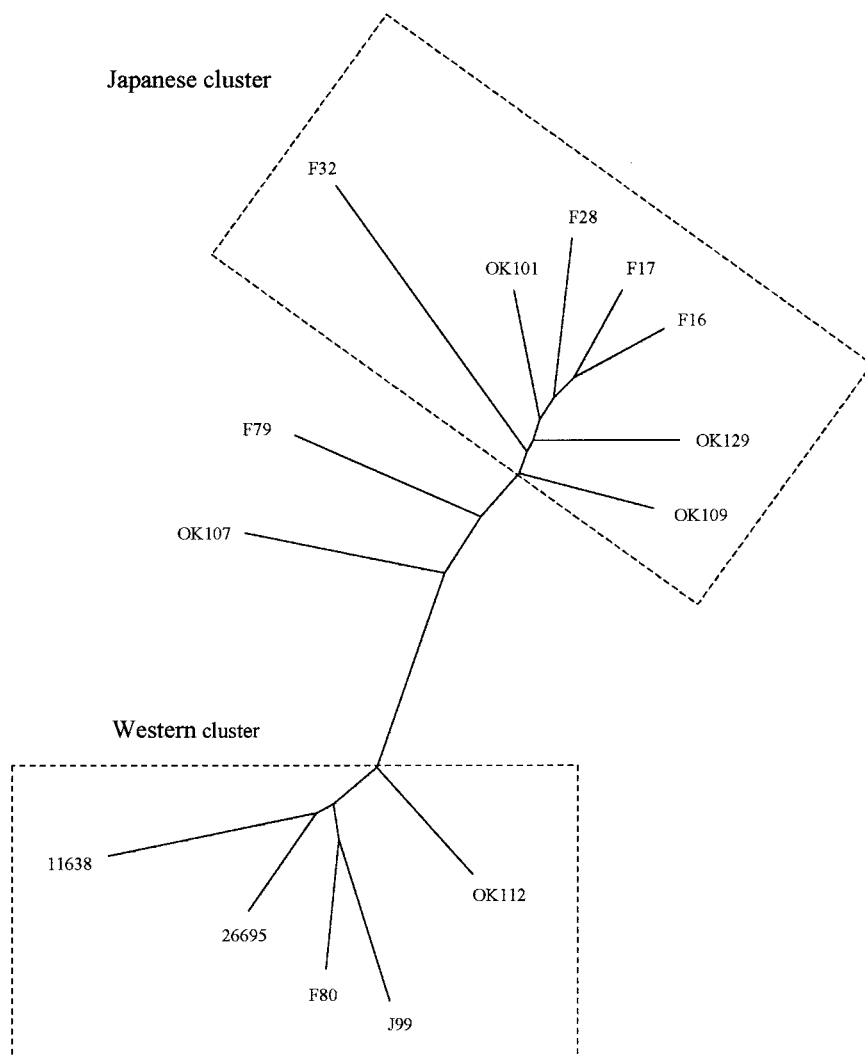 Japanese cluster
F32
F28
OK101
F17
F16
F79
OK129
OK109
OK107
Western cluster
11638
OK112
26695
F80
J99